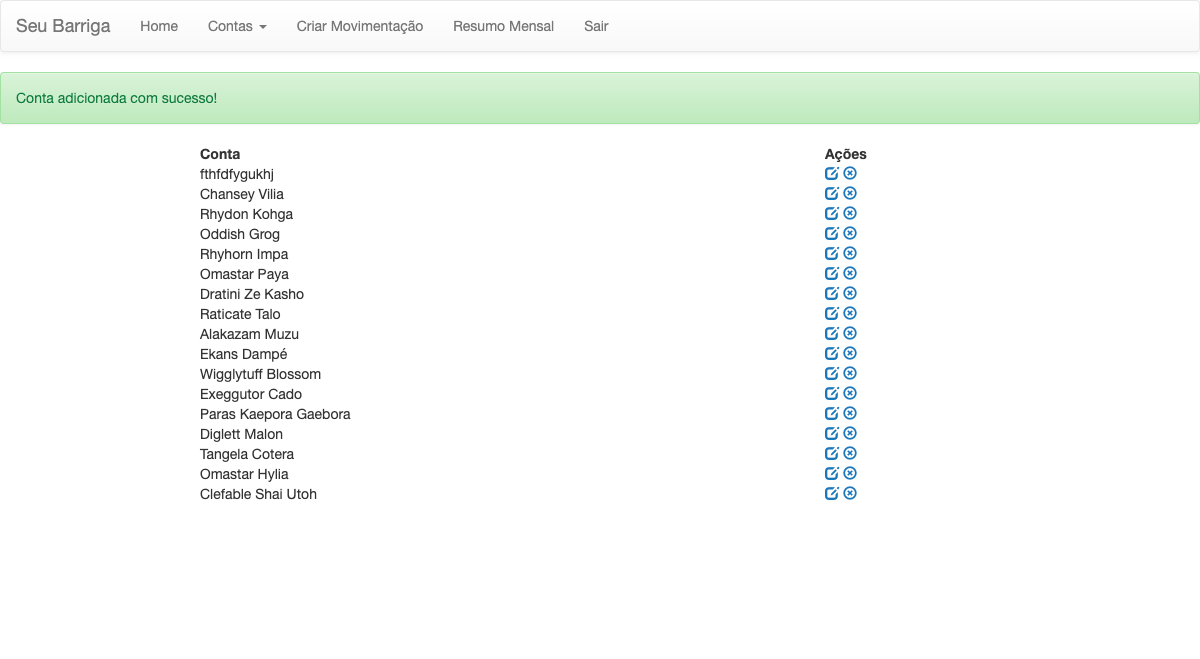 Seu Barriga Home Contas Criar Movimentação Resumo Mensal Sair
Conta adicionada com sucesso!
Conta Ações
fthfdfygukhj
Chansey Vilia
Rhydon Kohga
Oddish Grog
Rhyhorn Impa
Omastar Paya
Dratini Ze Kasho
Raticate Talo
Alakazam Muzu
Ekans Dampé
Wigglytuff Blossom
Exeggutor Cado
Paras Kaepora Gaebora
Diglett Malon
Tangela Cotera
Omastar Hylia
Clefable Shai Utoh